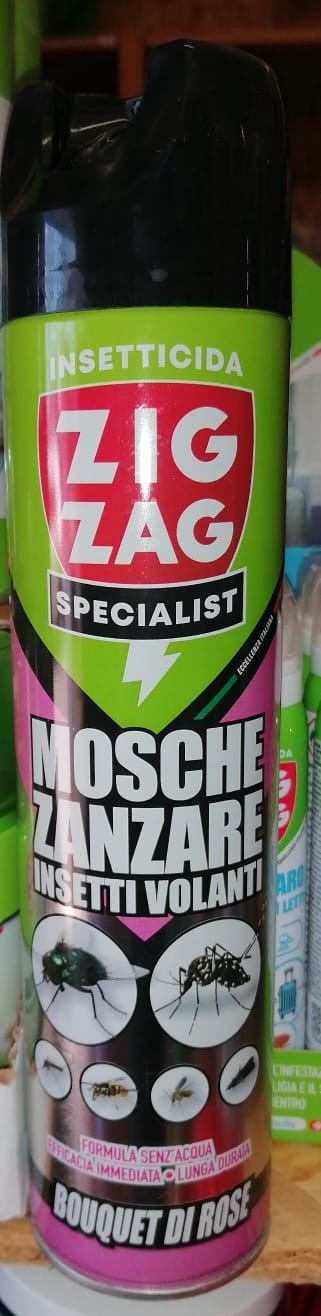 INSETTICIDA
ZIG
ZAG
SPECIALIST
ECCELLENZA ITALIANA
MOSCHE
ZANZARE
INSETTI VOLANTI
FORMULA SENZ'ACQUA
EFFICACIA IMMEDIATA • LUNGA DURATA
BOUQUET DI ROSE